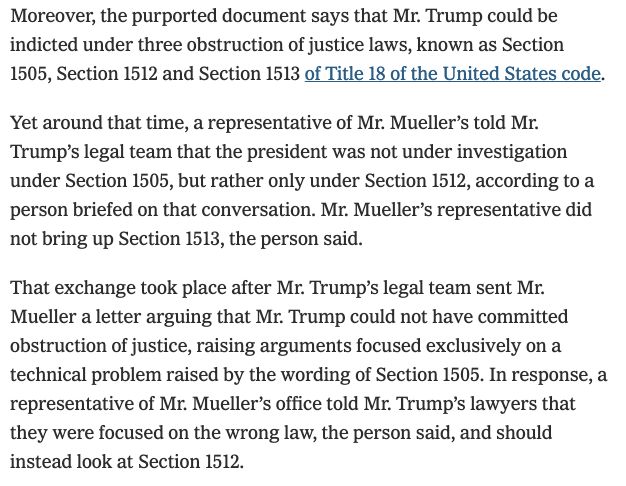 Moreover, the purported document says that Mr. Trump could be
indicted under three obstruction of justice laws, known as Section
1505, Section 1512 and Section 1513 of Title 18 of the United States code.
Yet around that time, a representative of Mr. Mueller’s told Mr.
Trump’s legal team that the president was not under investigation
under Section 1505, but rather only under Section 1512, according to a
person briefed on that conversation. Mr. Mueller’s representative did
not bring up Section 1513, the person said.
That exchange took place after Mr. Trump’s legal team sent Mr.
Mueller a letter arguing that Mr. Trump could not have committed
obstruction of justice, raising arguments focused exclusively on a
technical problem raised by the wording of Section 1505. In response, a
representative of Mr. Mueller’s office told Mr. Trump’s lawyers that
they were focused on the wrong law, the person said, and should
instead look at Section 1512.